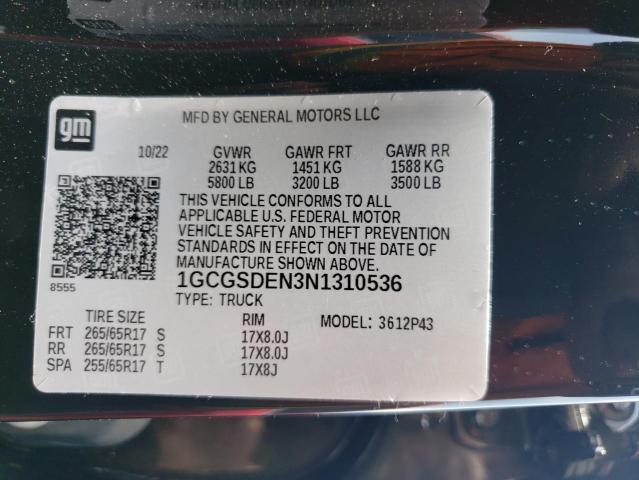 gm
MFD BY GENERAL MOTORS LLC
10/22 GVWR GAWR FRT GAWR RR
2631 KG 1451 KG 1588 KG
5800 LB 3200 LB 3500 LB
THIS VEHICLE CONFORMS TO ALL
APPLICABLE U.S. FEDERAL MOTOR
VEHICLE SAFETY AND THEFT PREVENTION
STANDARDS IN EFFECT ON THE DATE OF
MANUFACTURE SHOWN ABOVE.
8555
1GCGSDEN3N1310536
TYPE: TRUCK
TIRE SIZE RIM MODEL: 3612P43
FRT 265/65R17 S 17X8.0J
RR 265/65R17 S 17X8.0J
SPA 255/65R17 T 17X8J